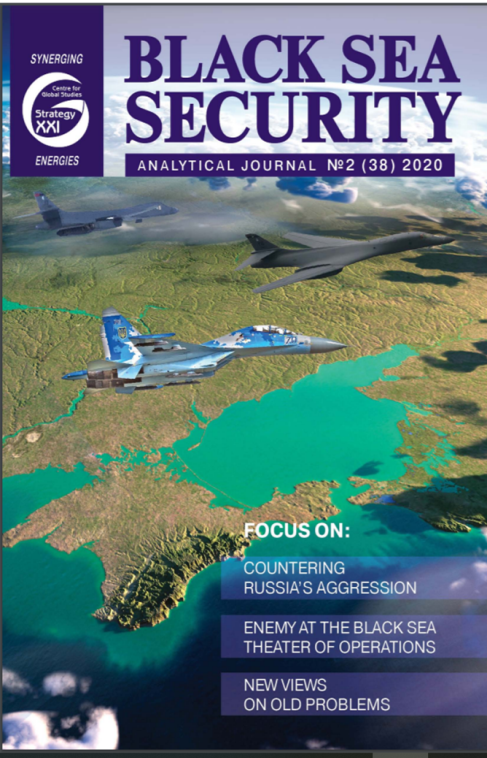 SYNERGING
Centre for
Global Studies
Strategy
XXI
ENERGIES
BLACK SEA
SECURITY
ANALYTICAL JOURNAL №2 (38) 2020
70
FOCUS ON:
COUNTERING
RUSSIA'S AGGRESSION
ENEMY AT THE BLACK SEA
THEATER OF OPERATIONS
NEW VIEWS
ON OLD PROBLEMS